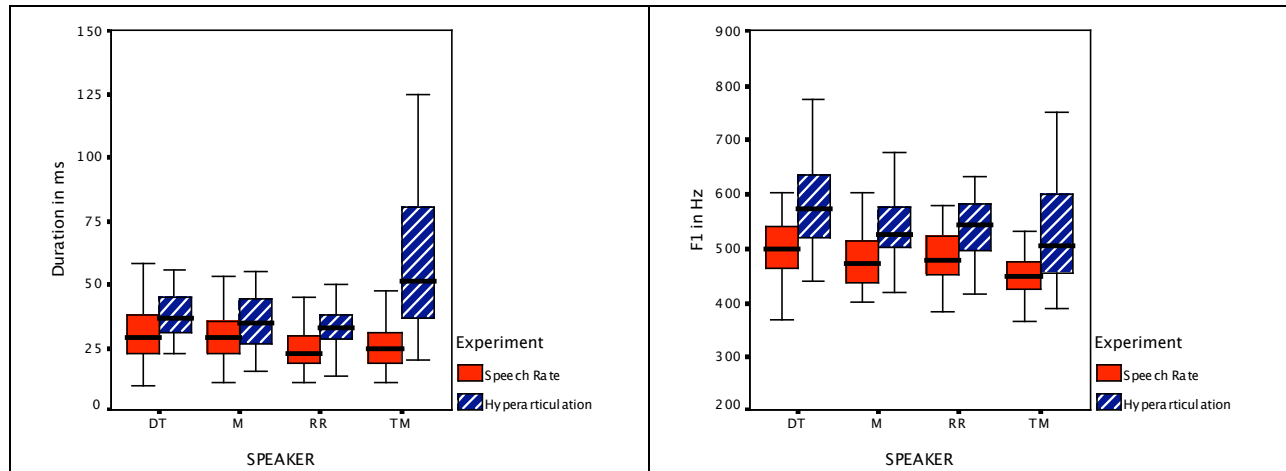 150
125
100
75
50
25
0
Duration in ms
DT
M
RR
TM
SPEAKER
Experiment
Speech Rate
Hyperarticulation
900
800
700
600
500
400
300
200
F1 in Hz
DT
M
RR
TM
SPEAKER
Experiment
Speech Rate
Hyperarticulation